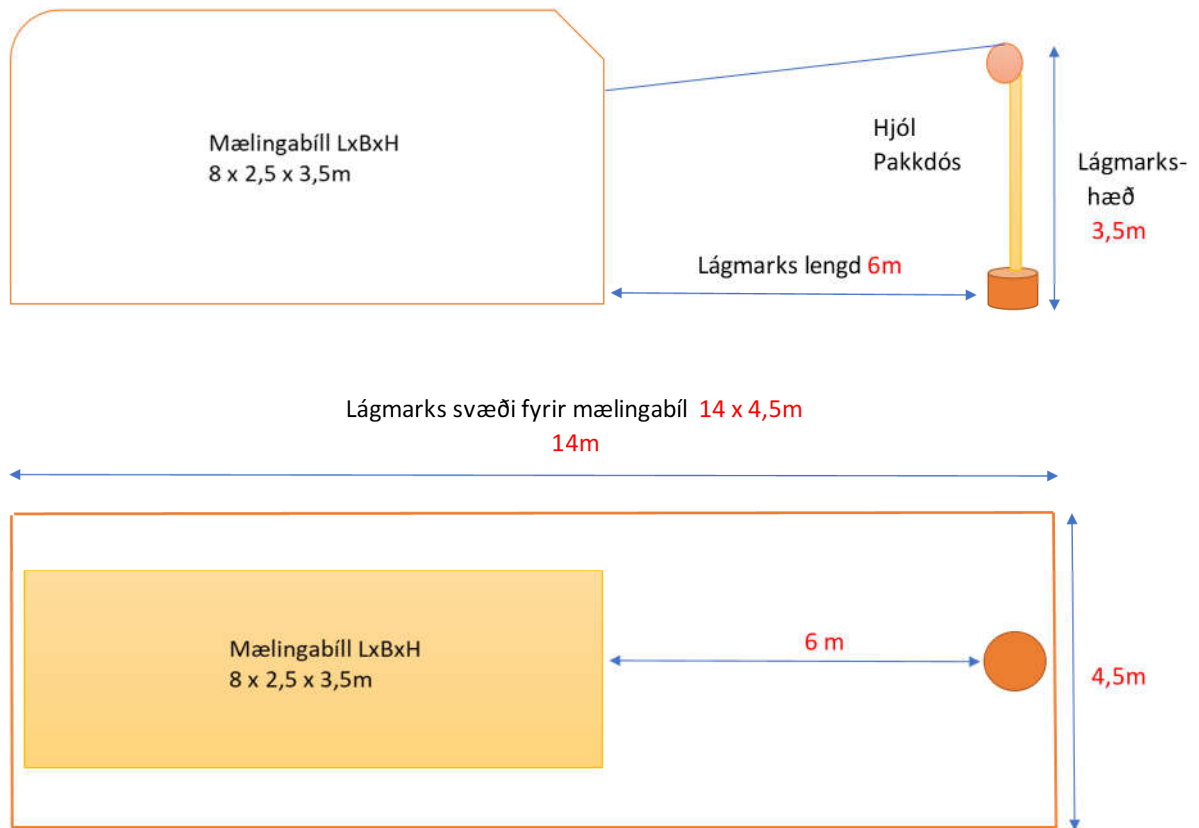 Mælingabíll LxBxH
8 x 2,5 x 3,5m
Hjól
Pakkdós
Lágmarks-
hæð
3,5m
Lágmarks lengd 6m
Lágmarks svæði fyrir mælingabíl 14 x 4,5m
14m
Mælingabíll LxBxH
8 x 2,5 x 3,5m
6 m
4,5m